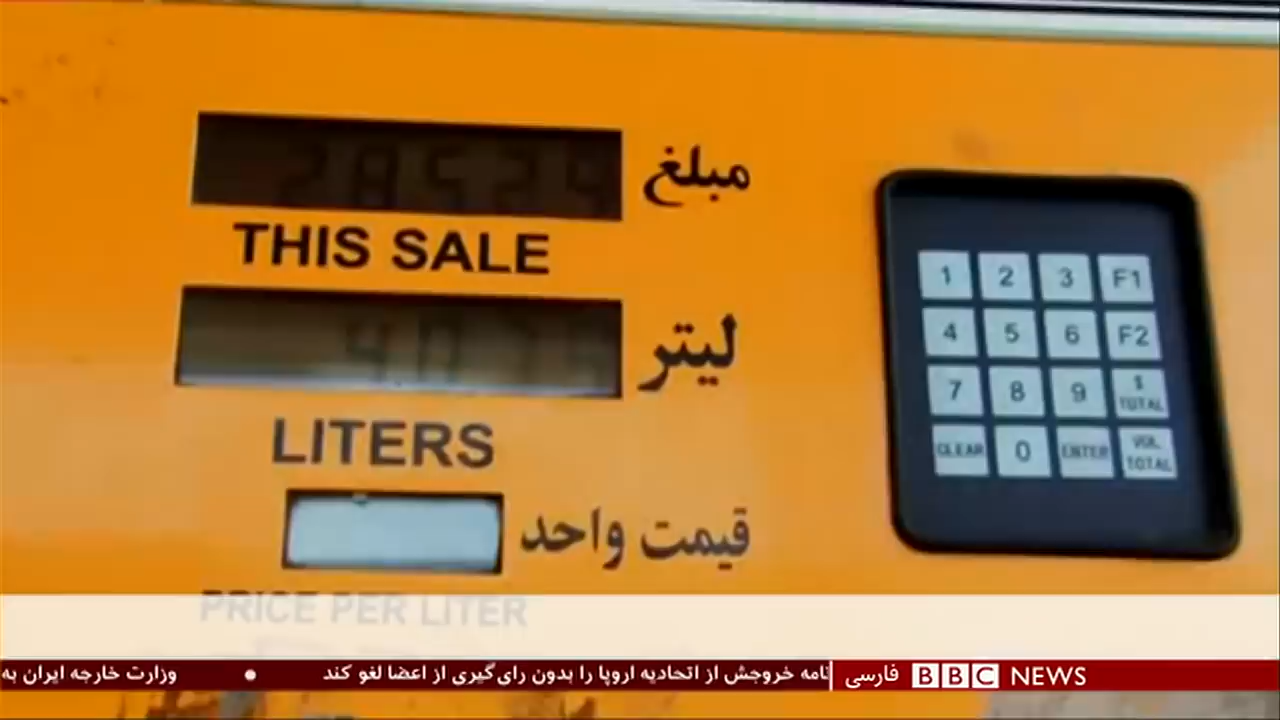 مبلغ
THIS SALE
لیتر
LITERS
قیمت واحد
PRICE PER LITER
1 2 3 F1
4 5 6 F2
7 8 9 $ TOTAL
CLEAR 0 ENTER VOL. TOTAL
نامه خروجش از اتحادیه اروپا را بدون رای‌گیری از اعضا لغو کند • وزارت خارجه ایران به
BBC NEWS فارسی